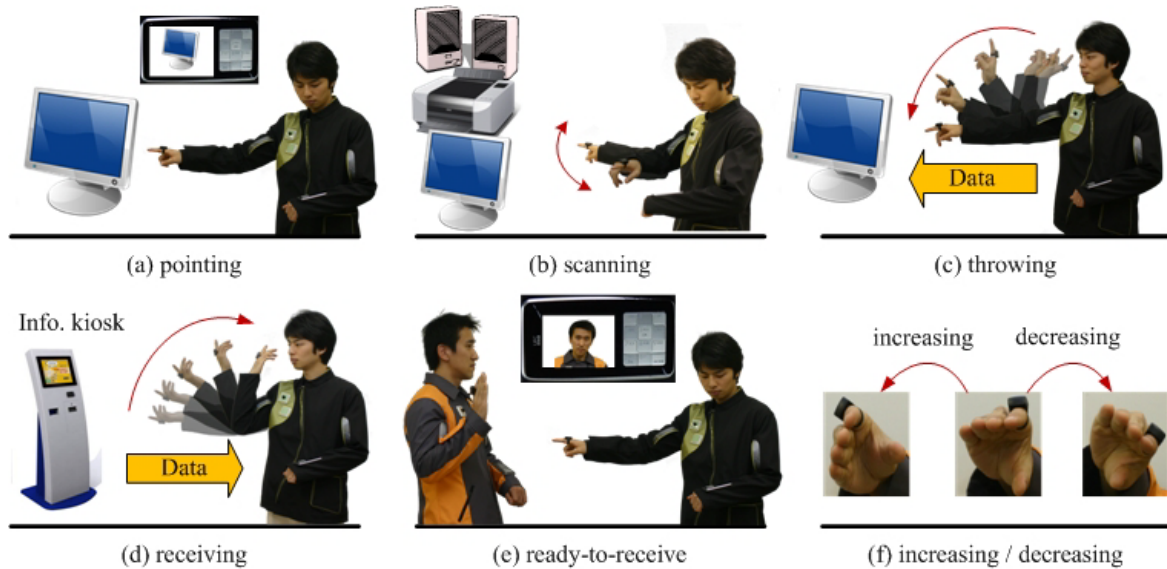 Data
(a) pointing
(b) scanning
(c) throwing
Info. kiosk
increasing
decreasing
Data
(d) receiving
(e) ready-to-receive
(f) increasing / decreasing